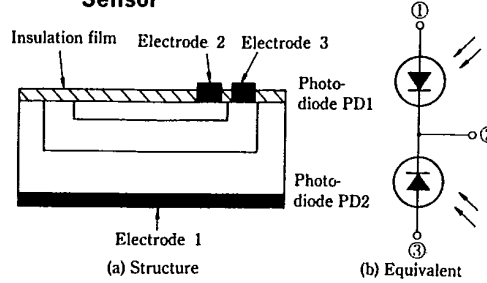 Sensor
Insulation film
Electrode 2
Electrode 3
Photo-
diode PD1
Photo-
diode PD2
Electrode 1
(a) Structure
①
②
③
(b) Equivalent